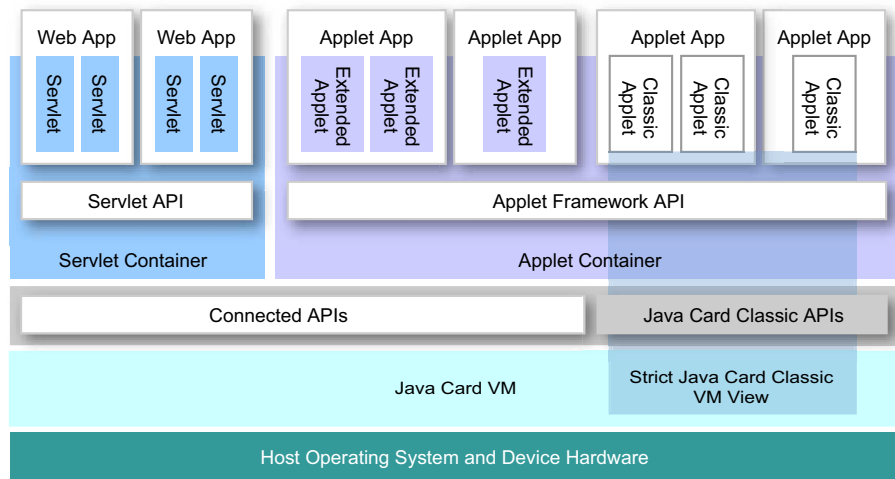 Web App
Web App
Applet App
Applet App
Applet App
Applet App
Servlet
Servlet
Servlet
Servlet
Extended
Applet
Extended
Applet
Extended
Applet
Classic
Applet
Classic
Applet
Classic
Applet
Servlet API
Applet Framework API
Servlet Container
Applet Container
Connected APIs
Java Card Classic APIs
Java Card VM
Strict Java Card Classic
VM View
Host Operating System and Device Hardware